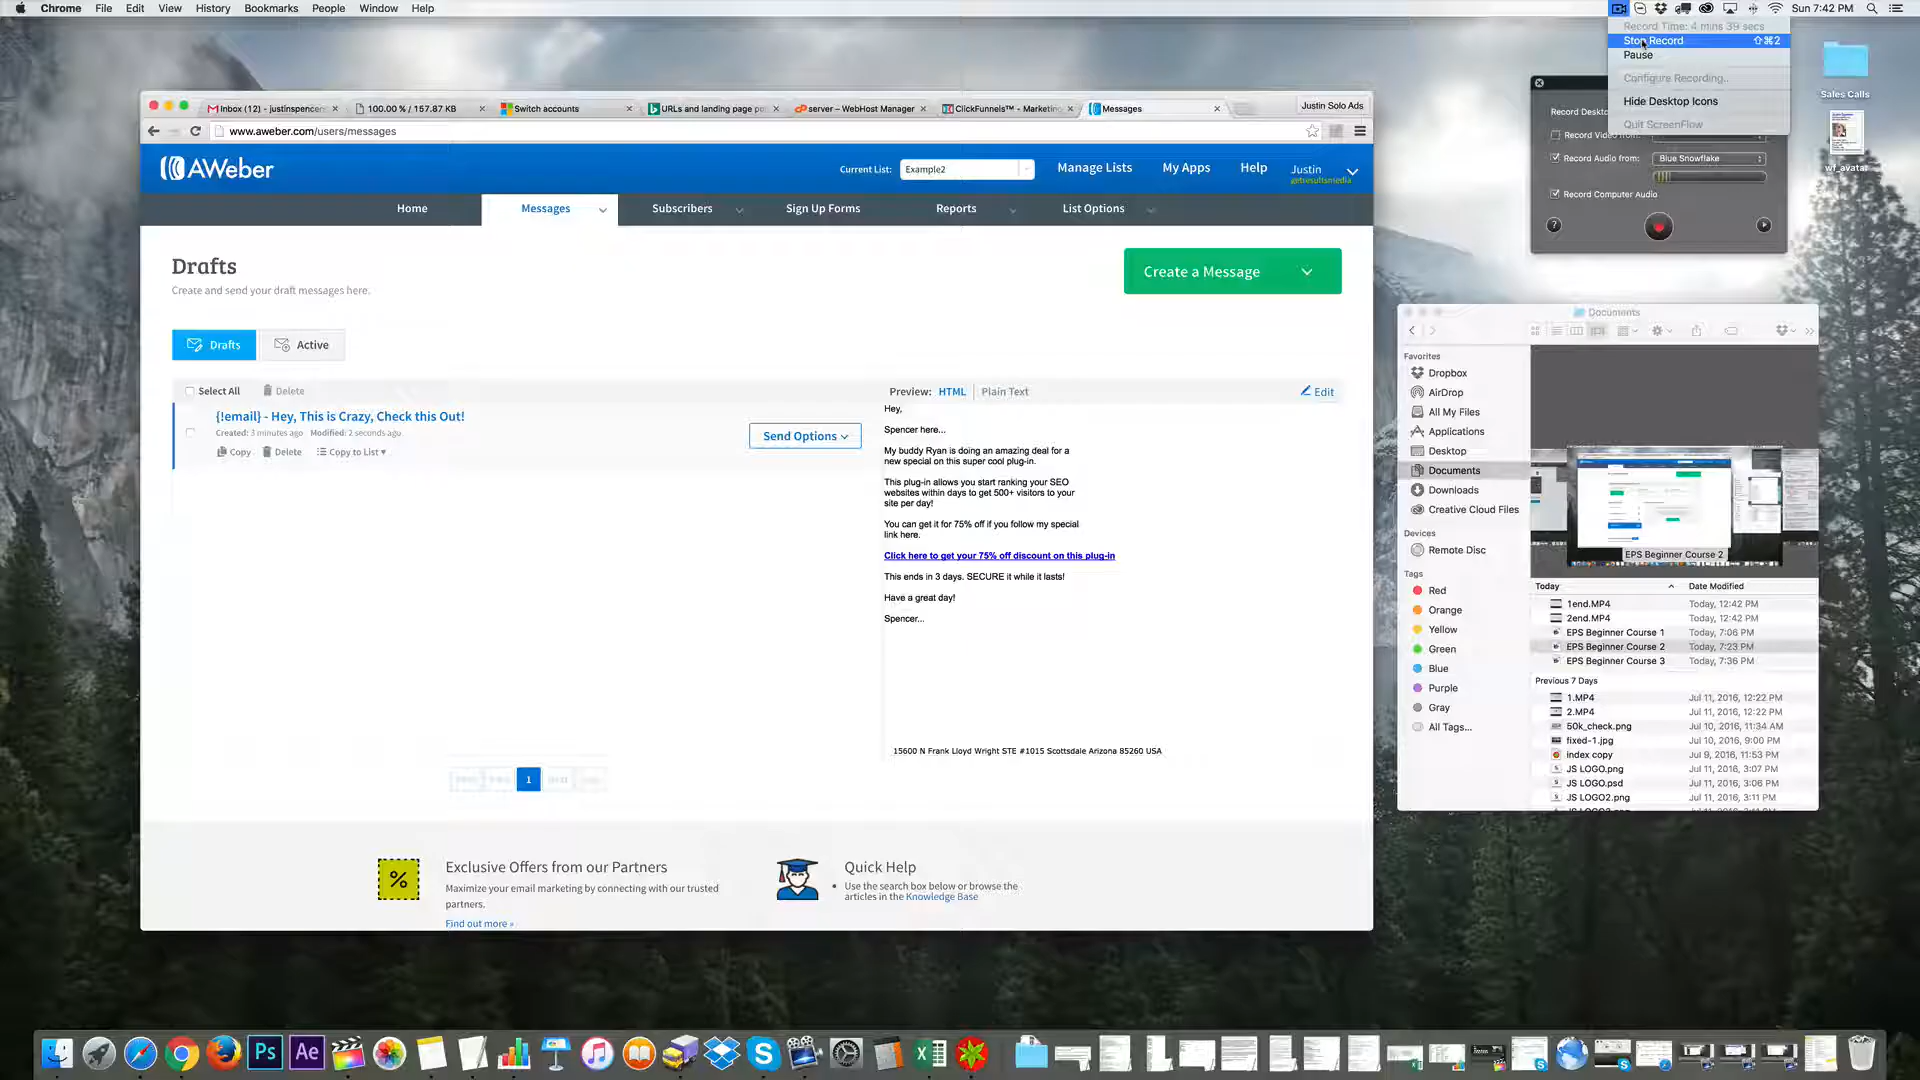 Chrome File Edit View History Bookmarks People Window Help
Sun 7:42 PM
Record Time: 4 mins 39 secs
Stop Record ⇧⌘2
Pause
Configure Recording..
Hide Desktop Icons
Quit ScreenFlow
Record Audio from: Blue Snowflake
Record Computer Audio
Sales Calls
wf_avatar
Inbox (12) - justinspencer
100.00 % / 157.87 KB
Switch accounts
URLs and landing page po
server – WebHost Manager
ClickFunnels™ - Marketin
Messages
Justin Solo Ads
www.aweber.com/users/messages
AWeber
Current List: Example2
Manage Lists My Apps Help Justin
getresultsmedia
Home Messages Subscribers Sign Up Forms Reports List Options
Drafts
Create and send your draft messages here.
Create a Message
Drafts Active
Select All Delete
{!email} - Hey, This is Crazy, Check this Out!
Created: 3 minutes ago Modified: 2 seconds ago
Copy Delete Copy to List
Send Options
Preview: HTML Plain Text Edit
Hey,
Spencer here...
My buddy Ryan is doing an amazing deal for a
new special on this super cool plug-in.
This plug-in allows you start ranking your SEO
websites within days to get 500+ visitors to your
site per day!
You can get it for 75% off if you follow my special
link here.
Click here to get your 75% off discount on this plug-in
This ends in 3 days. SECURE it while it lasts!
Have a great day!
Spencer...
15600 N Frank Lloyd Wright STE #1015 Scottsdale Arizona 85260 USA
1
%
Exclusive Offers from our Partners
Maximize your email marketing by connecting with our trusted
partners.
Find out more »
Quick Help
• Use the search box below or browse the
articles in the Knowledge Base
Documents
Favorites
Dropbox
AirDrop
All My Files
Applications
Desktop
Documents
Downloads
Creative Cloud Files
Devices
Remote Disc
Tags
Red
Orange
Yellow
Green
Blue
Purple
Gray
All Tags...
EPS Beginner Course 2
Today Date Modified
1end.MP4 Today, 12:42 PM
2end.MP4 Today, 12:42 PM
EPS Beginner Course 1 Today, 7:06 PM
EPS Beginner Course 2 Today, 7:23 PM
EPS Beginner Course 3 Today, 7:36 PM
Previous 7 Days
1.MP4 Jul 11, 2016, 12:22 PM
2.MP4 Jul 11, 2016, 12:22 PM
50k_check.png Jul 10, 2016, 11:34 AM
fixed-1.jpg Jul 10, 2016, 9:00 PM
index copy Jul 9, 2016, 11:53 PM
JS LOGO.png Jul 11, 2016, 3:07 PM
JS LOGO.psd Jul 11, 2016, 3:06 PM
JS LOGO2.png Jul 11, 2016, 3:11 PM
Ps Ae